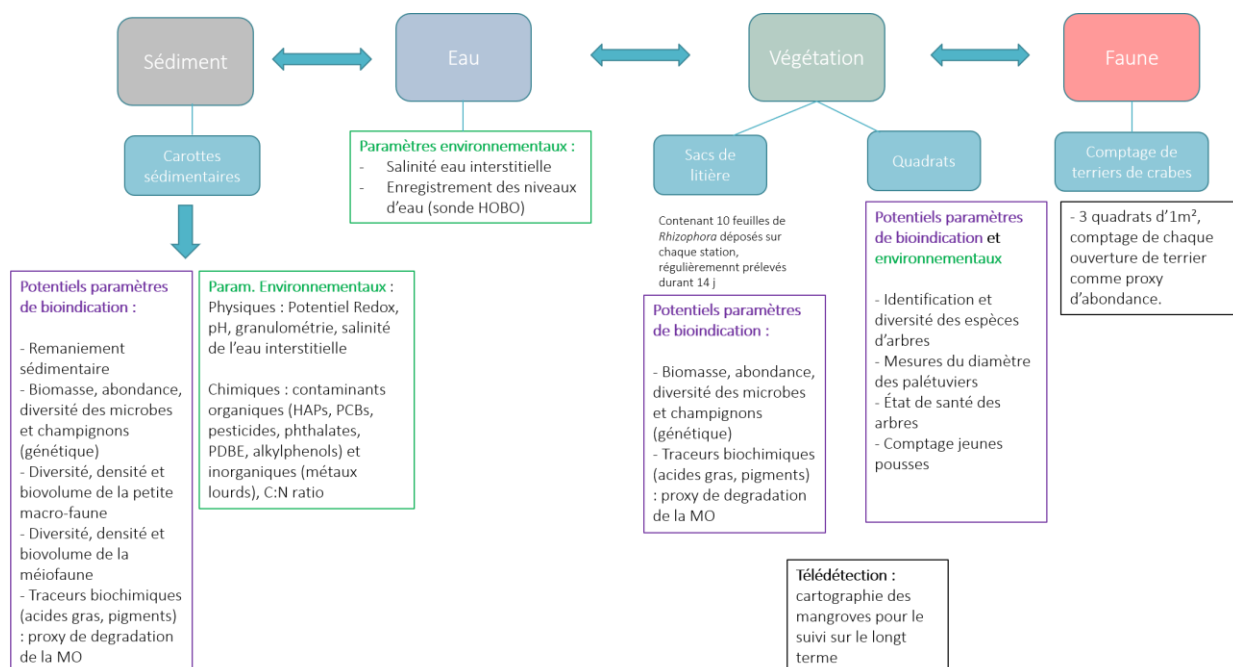 Sédiment
Eau
Végétation
Faune
Carottes
sédimentaires
Paramètres environnementaux :
- Salinité eau interstitielle
- Enregistrement des niveaux
d'eau (sonde HOBO)
Sacs de
litière
Quadrats
Comptage de
terriers de crabes
Contenant 10 feuilles de
Rhizophora déposés sur
chaque station,
régulièremennt prélevés
durant 14 j
Potentiels paramètres
de bioindication :
- Remaniement
sédimentaire
- Biomasse, abondance,
diversité des microbes
et champignons
(génétique)
- Diversité, densité et
biovolume de la petite
macro-faune
- Diversité, densité et
biovolume de la
méiofaune
- Traceurs biochimiques
(acides gras, pigments)
: proxy de degradation
de la MO
Param. Environnementaux :
Physiques : Potentiel Redox,
pH, granulométrie, salinité
de l'eau interstitielle
Chimiques : contaminants
organiques (HAPs, PCBs,
pesticides, phthalates,
PDBE, alkylphenols) et
inorganiques (métaux
lourds), C:N ratio
Potentiels paramètres
de bioindication :
- Biomasse, abondance,
diversité des microbes
et champignons
(génétique)
- Traceurs biochimiques
(acides gras, pigments)
: proxy de degradation
de la MO
Potentiels paramètres
de bioindication et
environnementaux
- Identification et
diversité des espèces
d'arbres
- Mesures du diamètre
des palétuviers
- État de santé des
arbres
- Comptage jeunes
pousses
- 3 quadrats d'1m²,
comptage de chaque
ouverture de terrier
comme proxy
d'abondance.
Télédétection :
cartographie des
mangroves pour le
suivi sur le longt
terme